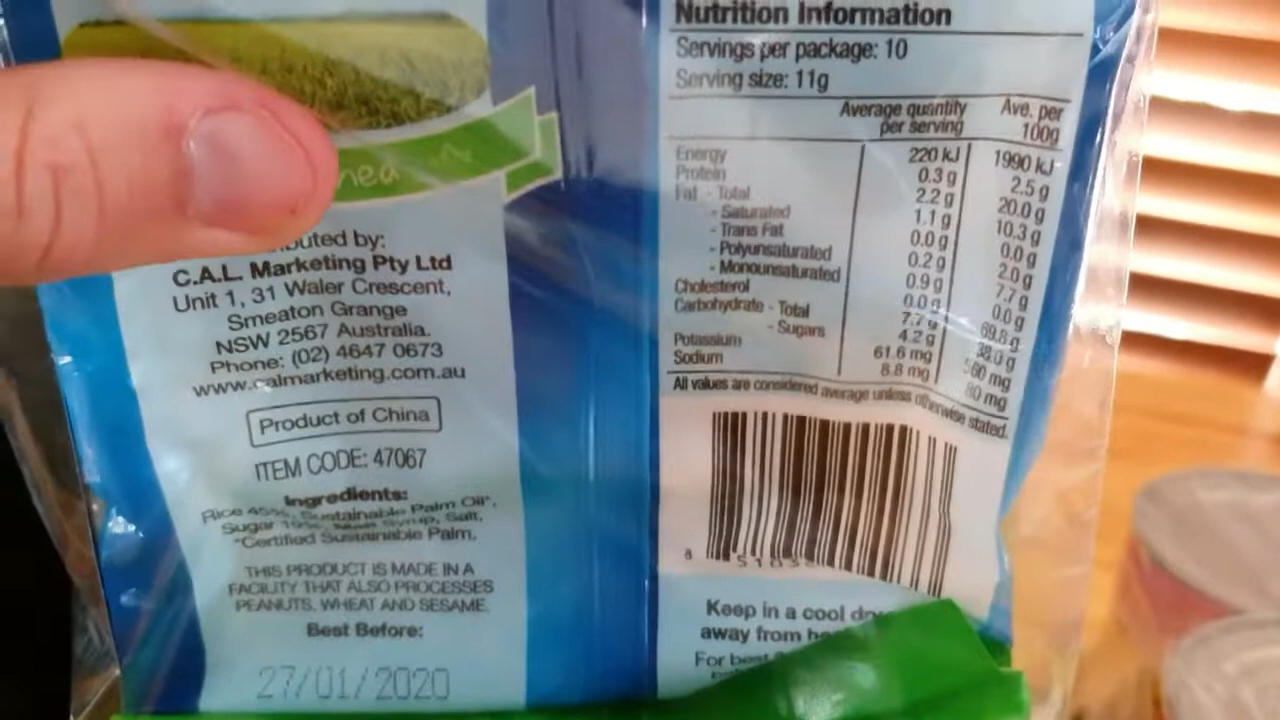 C.A.L. Marketing Pty Ltd
Unit 1, 31 Waler Crescent,
Smeaton Grange
NSW 2567 Australia.
Phone: (02) 4647 0673
www.calmarketing.com.au
Product of China
ITEM CODE: 47067
Ingredients:
Rice 45%, Sustainable Palm Oil*,
Sugar 19%, Syrup, Salt,
*Certified Sustainable Palm.
THIS PRODUCT IS MADE IN A
FACILITY THAT ALSO PROCESSES
PEANUTS, WHEAT AND SESAME.
Best Before:
27/01/2020
Nutrition Information
Servings per package: 10
Serving size: 11g
Average quantity per serving Ave. per 100g
Energy 220 kJ 1990 kJ
Protein 0.3 g 2.5 g
Fat - Total 2.2 g 20.0 g
- Saturated 1.1 g 10.3 g
- Trans Fat 0.0 g 0.0 g
- Polyunsaturated 0.2 g 2.0 g
- Monounsaturated 0.9 g 7.7 g
Cholesterol 0.0 g 0.0 g
Carbohydrate - Total 7.7 g 69.8 g
- Sugars 4.2 g 38.0 g
Potassium 61.6 mg 560 mg
Sodium 8.8 mg 80 mg
All values are considered average unless otherwise stated.
Keep in a cool
away from
For best